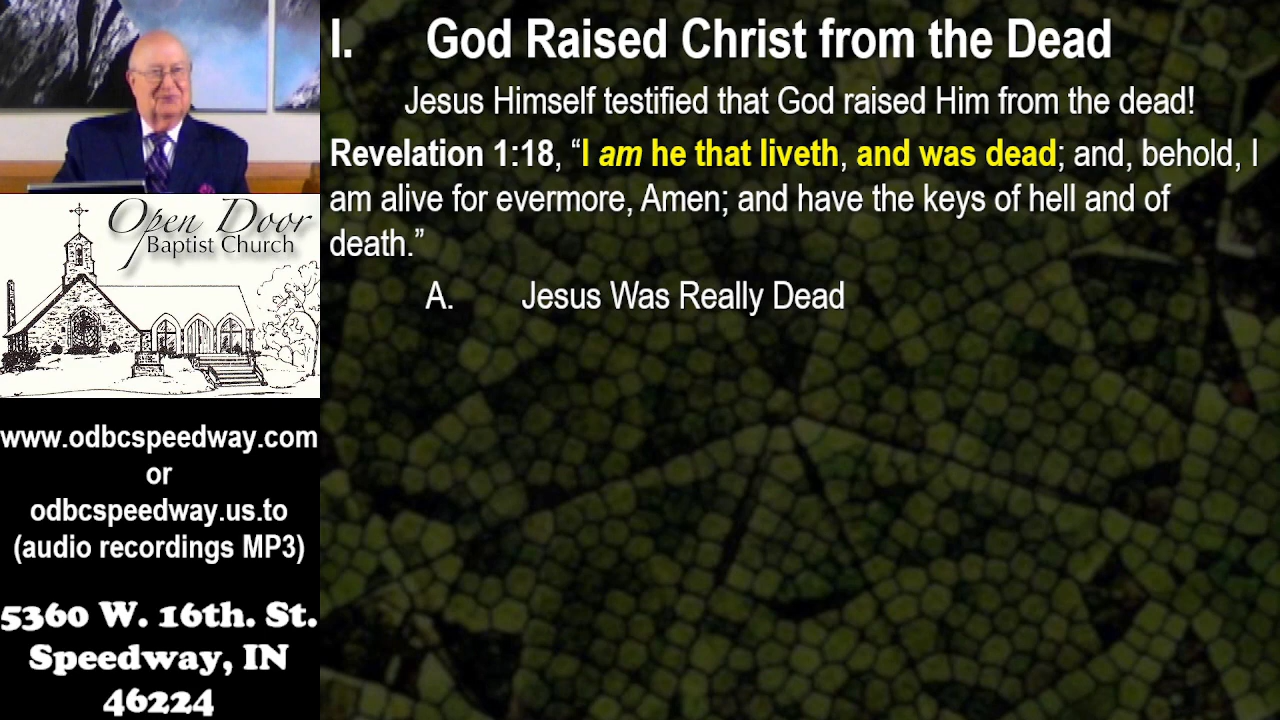 I. God Raised Christ from the Dead
Jesus Himself testified that God raised Him from the dead!
Revelation 1:18, “I am he that liveth, and was dead; and, behold, I
am alive for evermore, Amen; and have the keys of hell and of
death.”
A. Jesus Was Really Dead
Open Door
Baptist Church
www.odbcspeedway.com
or
odbcspeedway.us.to
(audio recordings MP3)
5360 W. 16th. St.
Speedway, IN
46224